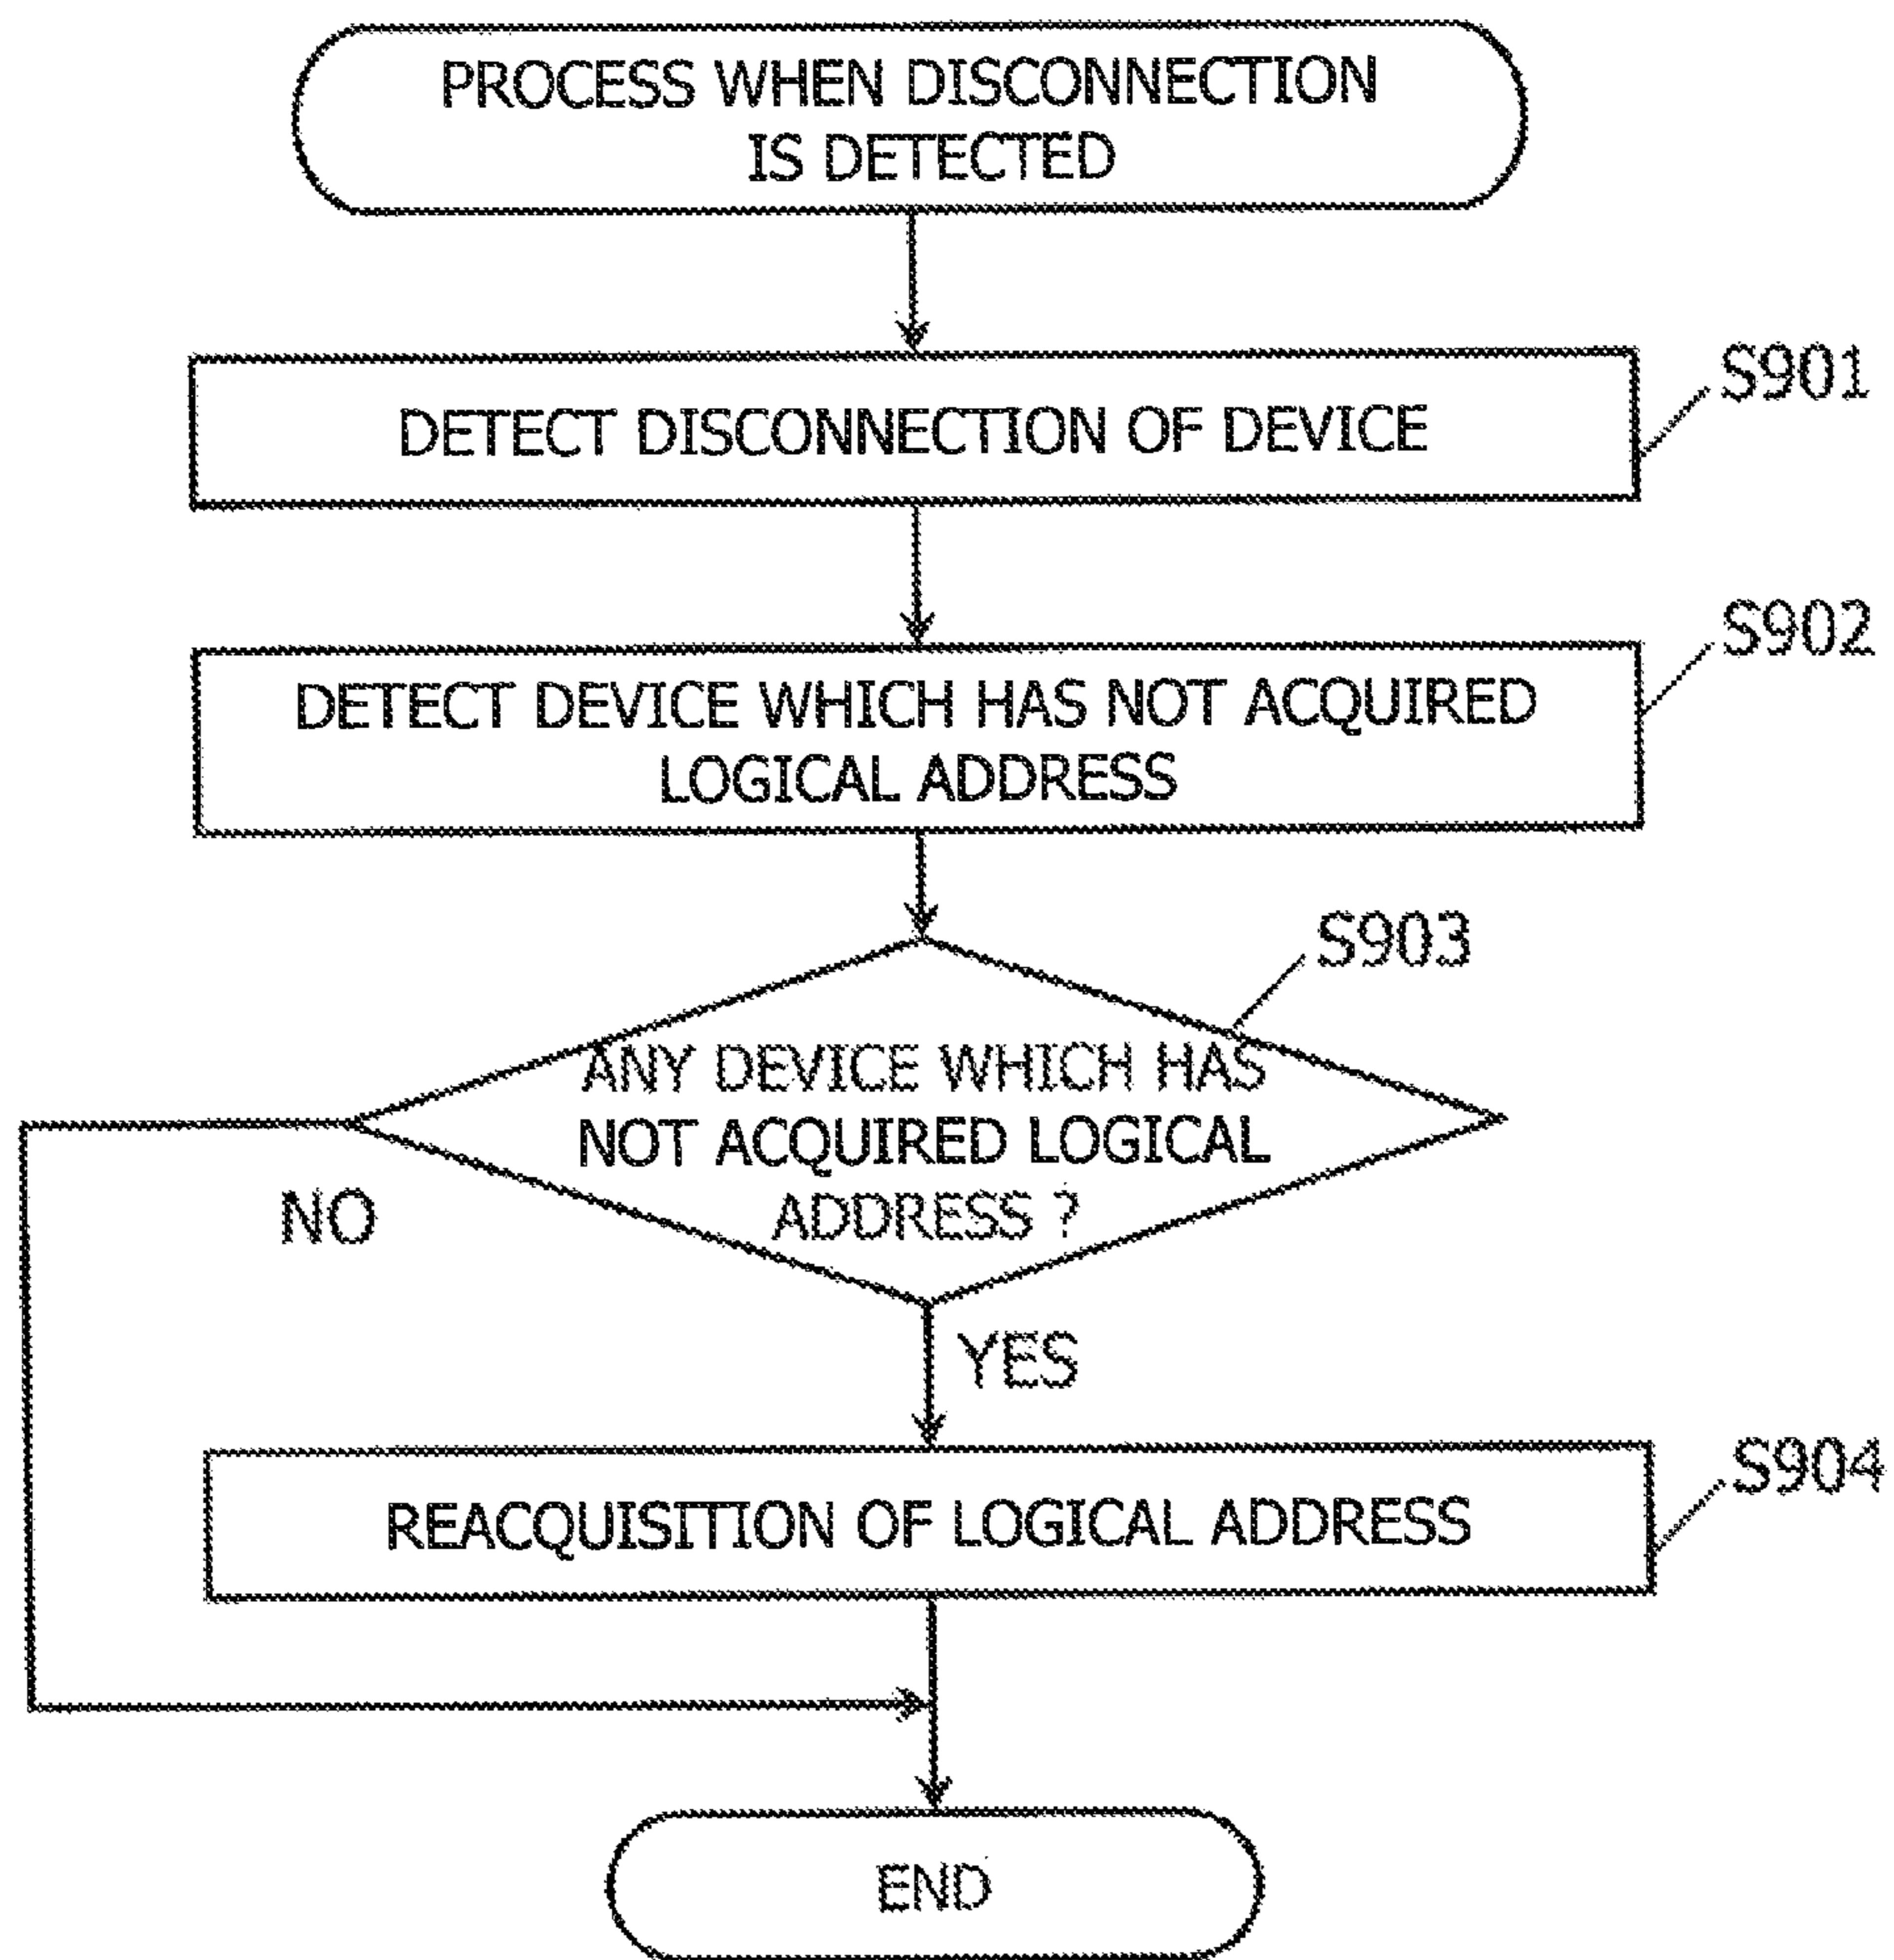 PROCESS WHEN DISCONNECTION
IS DETECTED
S901
DETECT DISCONNECTION OF DEVICE
S902
DETECT DEVICE WHICH HAS NOT ACQUIRED
LOGICAL ADDRESS
S903
ANY DEVICE WHICH HAS
NOT ACQUIRED LOGICAL
ADDRESS ?
NO
YES
S904
REACQUISITION OF LOGICAL ADDRESS
END